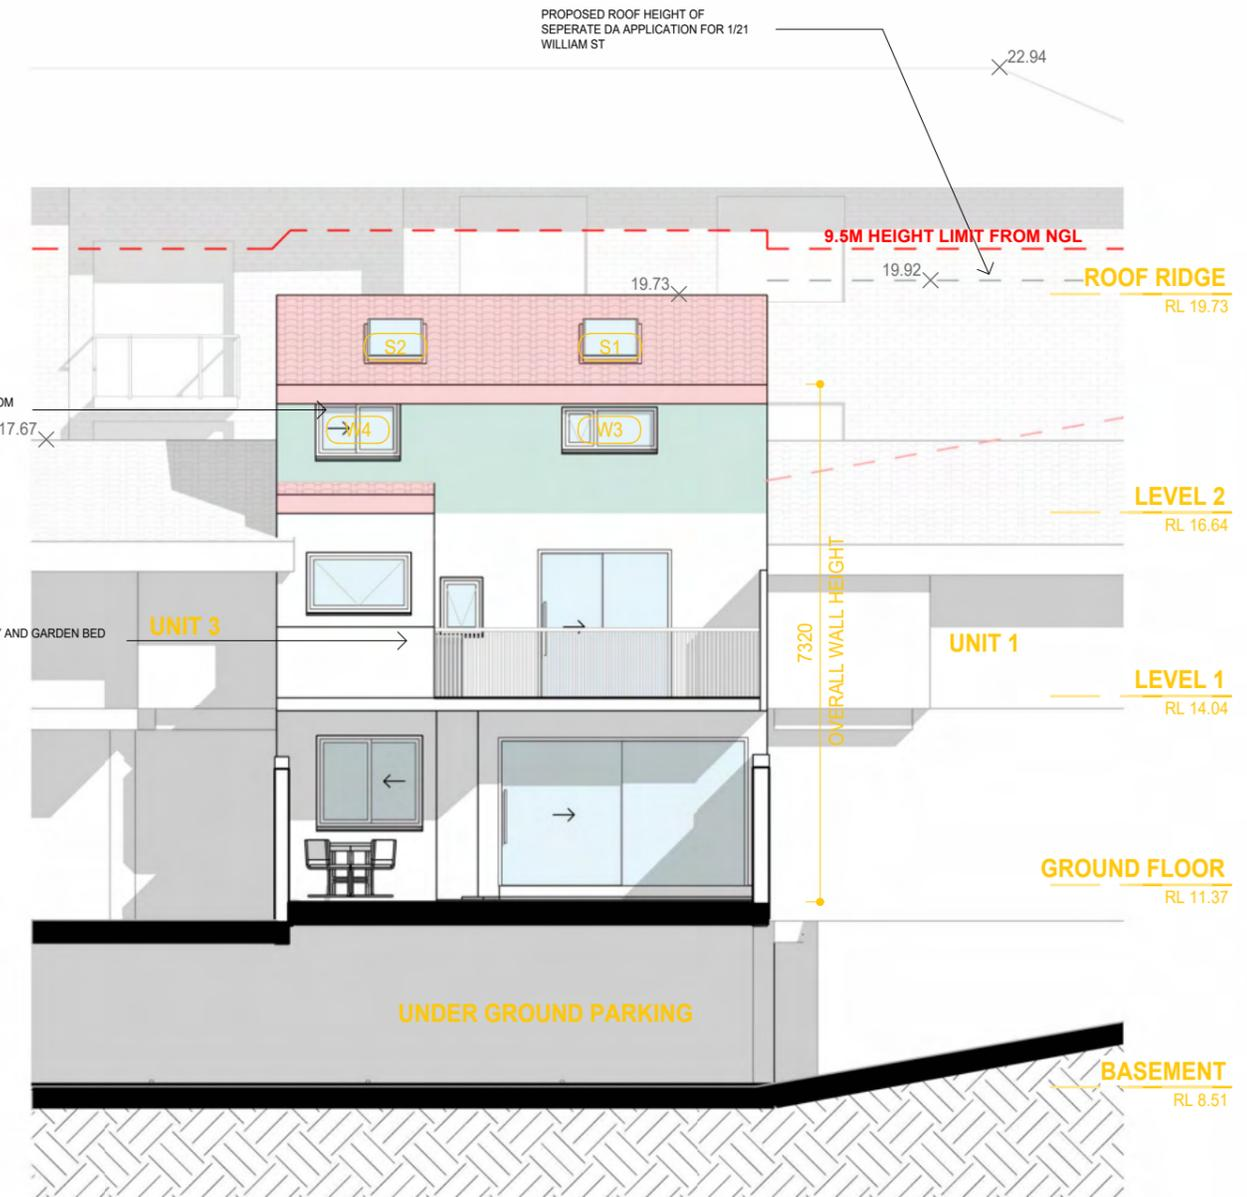 PROPOSED ROOF HEIGHT OF
SEPERATE DA APPLICATION FOR 1/21
WILLIAM ST
22.94
9.5M HEIGHT LIMIT FROM NGL
19.92
ROOF RIDGE
RL 19.73
19.73
S2
S1
OM
17.67
W4
W3
LEVEL 2
RL 16.64
OVERALL WALL HEIGHT
7320
AND GARDEN BED
UNIT 3
UNIT 1
LEVEL 1
RL 14.04
GROUND FLOOR
RL 11.37
UNDER GROUND PARKING
BASEMENT
RL 8.51